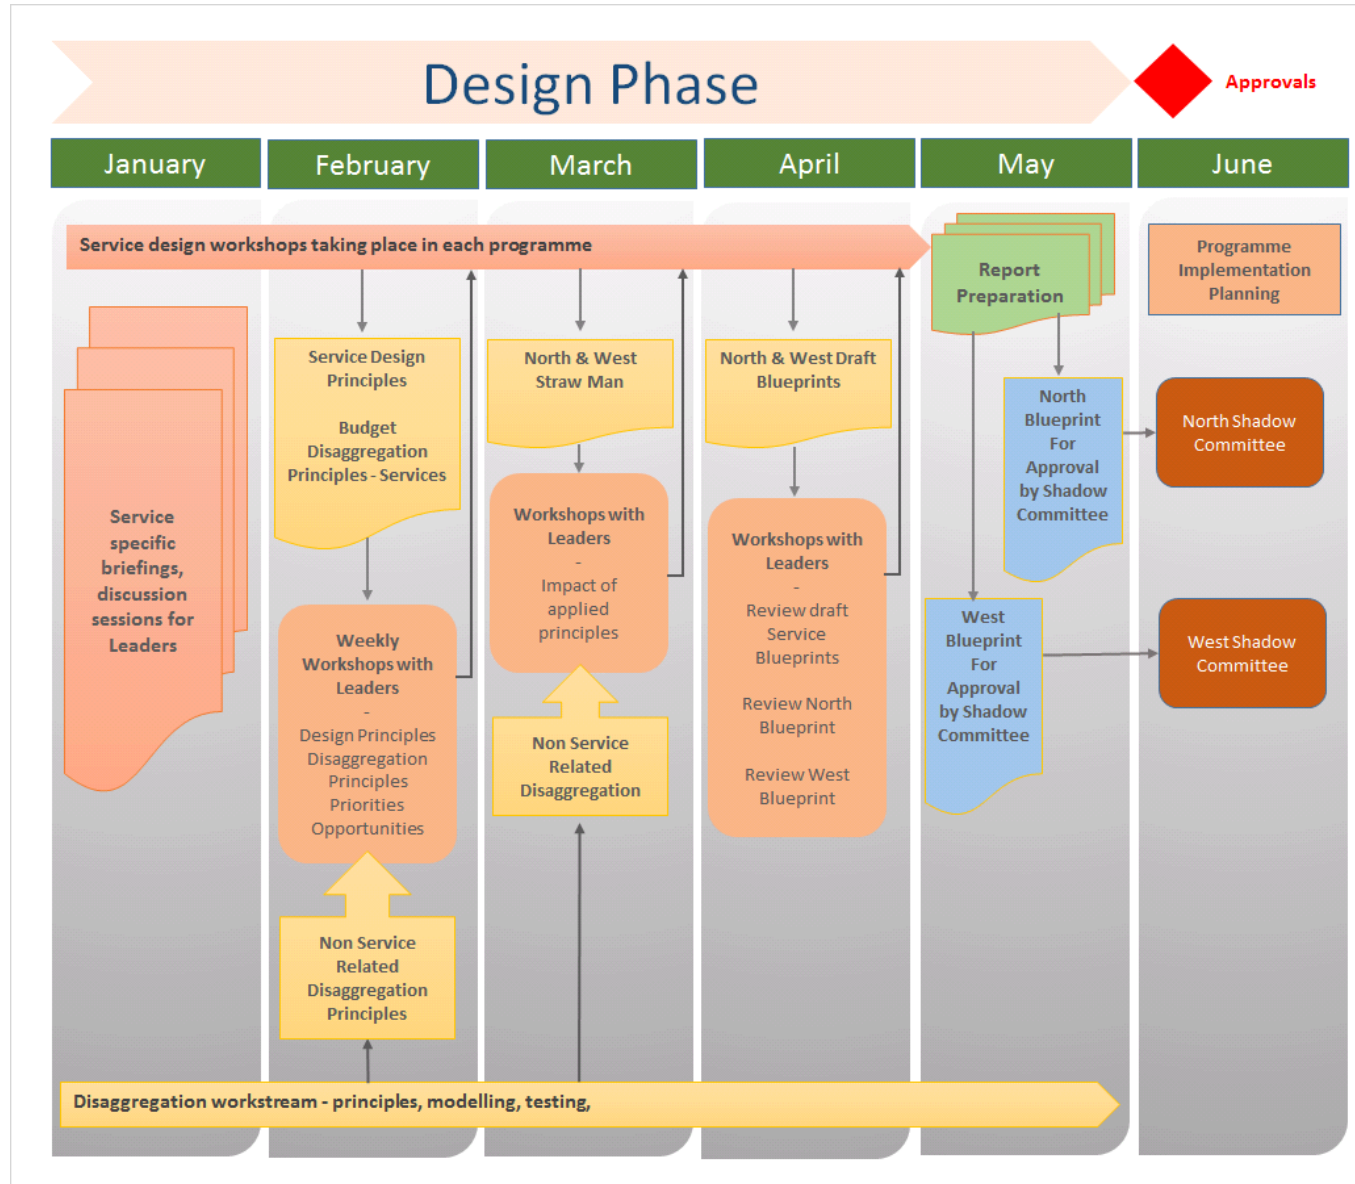 Design Phase
Approvals
January
February
March
April
May
June
Service design workshops taking place in each programme
Service
specific
briefings,
discussion
sessions for
Leaders
Service Design
Principles
Budget
Disaggregation
Principles - Services
Weekly
Workshops with
Leaders
-
Design Principles
Disaggregation
Principles
Priorities
Opportunities
Non Service
Related
Disaggregation
Principles
North & West
Straw Man
Workshops with
Leaders
-
Impact of
applied
principles
Non Service
Related
Disaggregation
North & West Draft
Blueprints
Workshops with
Leaders
-
Review draft
Service
Blueprints
Review North
Blueprint
Review West
Blueprint
Report
Preparation
North
Blueprint
For
Approval
by Shadow
Committee
West
Blueprint
For
Approval
by Shadow
Committee
Programme
Implementation
Planning
North Shadow
Committee
West Shadow
Committee
Disaggregation workstream - principles, modelling, testing,